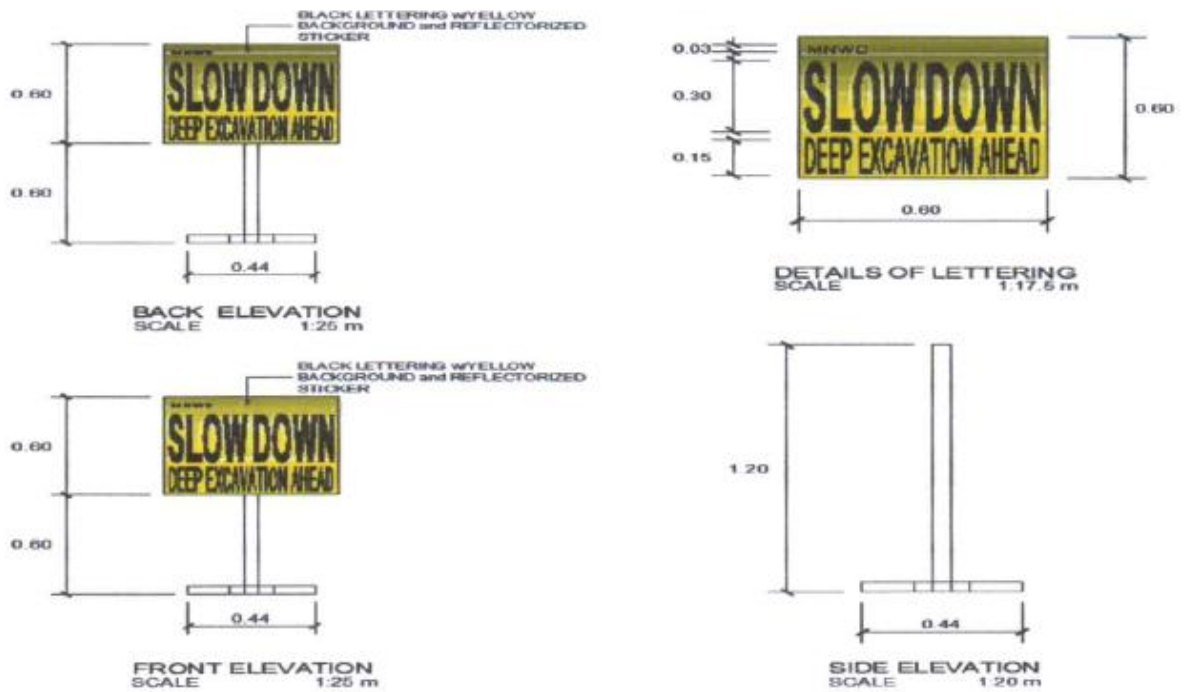 BLACK LETTERING W/YELLOW
BACKGROUND and REFLECTORIZED
STICKER
SLOW DOWN
DEEP EXCAVATION AHEAD
0.60
0.60
0.44
BACK ELEVATION
SCALE 1:25 m
0.03
0.30
0.15
MNWD
SLOW DOWN
DEEP EXCAVATION AHEAD
0.60
0.60
DETAILS OF LETTERING
SCALE 1:17.5 m
BLACK LETTERING W/YELLOW
BACKGROUND and REFLECTORIZED
STICKER
SLOW DOWN
DEEP EXCAVATION AHEAD
0.60
0.60
0.44
FRONT ELEVATION
SCALE 1:25 m
1.20
0.44
SIDE ELEVATION
SCALE 1:20 m